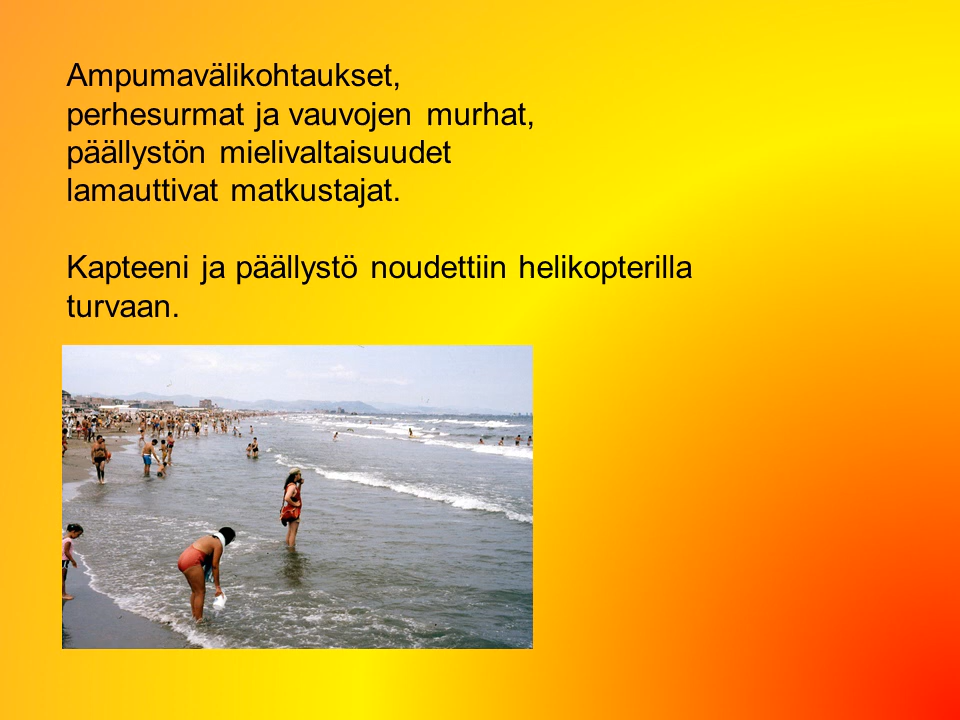 Ampumavälikohtaukset,
perhesurmat ja vauvojen murhat,
päällystön mielivaltaisuudet
lamauttivat matkustajat.
Kapteeni ja päällystö noudettiin helikopterilla
turvaan.